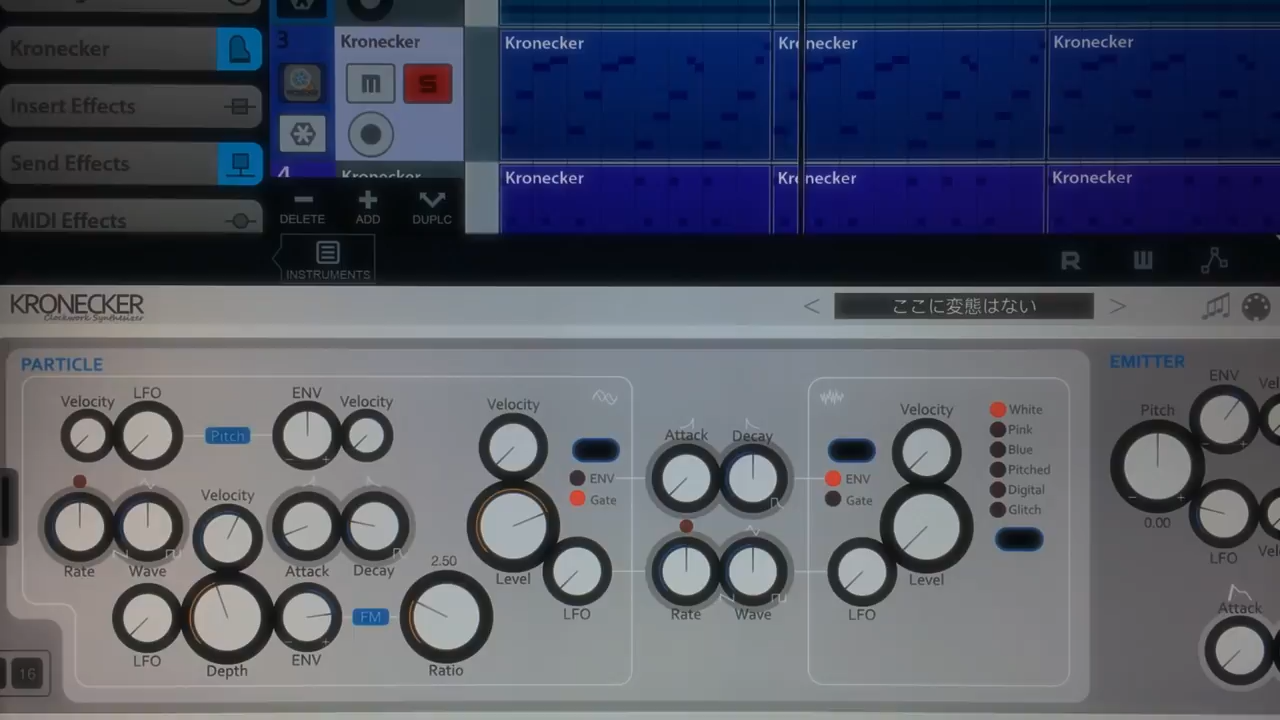 Kronecker
Insert Effects
Send Effects
MIDI Effects
3
Kronecker
M
S
4
Kronecker
DELETE
ADD
DUPLC
INSTRUMENTS
Kronecker
Kronecker
Kronecker
Kronecker
Kronecker
Kronecker
R
W
KRONECKER
Clockwork Synthesizer
<
ここに変態はない
>
PARTICLE
Velocity
LFO
Pitch
ENV
Velocity
Rate
Wave
Velocity
Attack
Decay
LFO
Depth
ENV
FM
2.50
Ratio
Velocity
ENV
Gate
Level
LFO
Attack
Decay
Rate
Wave
ENV
Gate
Velocity
Level
LFO
White
Pink
Blue
Pitched
Digital
Glitch
EMITTER
Pitch
0.00
ENV
LFO
Attack
16